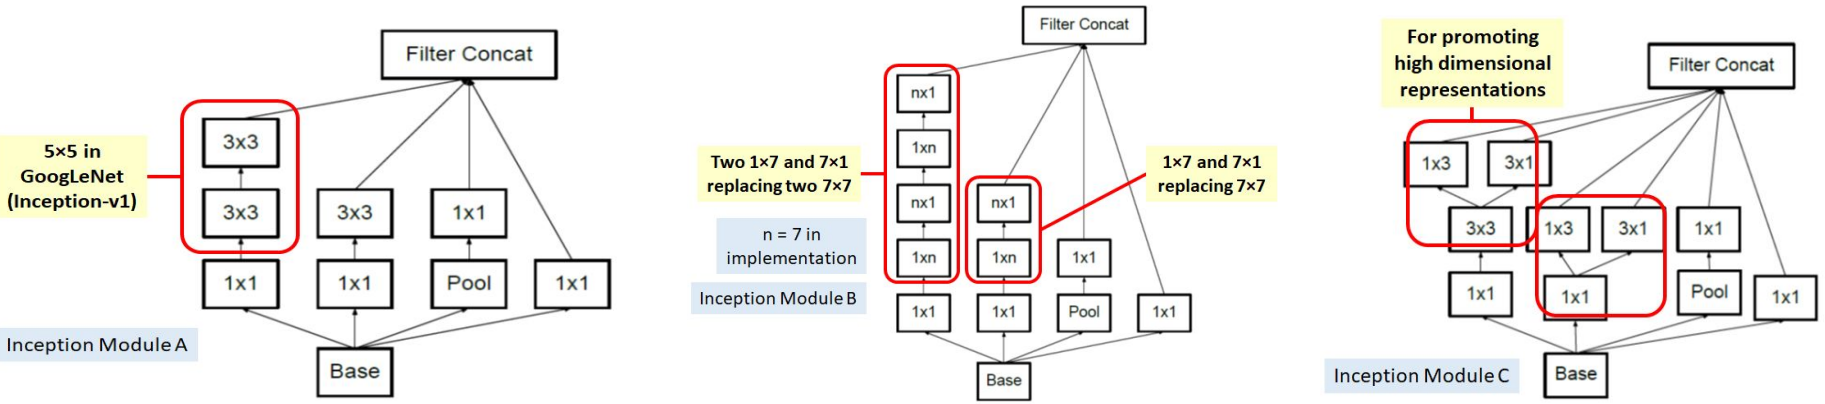 Filter Concat
3x3
5×5 in
GoogLeNet
(Inception-v1)
3x3
3x3
1x1
1x1
1x1
Pool
1x1
Inception Module A
Base
Filter Concat
nx1
1xn
Two 1×7 and 7×1
replacing two 7×7
1×7 and 7×1
replacing 7×7
nx1
nx1
n = 7 in
implementation
1xn
1xn
1x1
Inception Module B
1x1
1x1
Pool
1x1
Base
For promoting
high dimensional
representations
Filter Concat
1x3
3x1
3x3
1x3
3x1
1x1
1x1
1x1
Pool
1x1
Inception Module C
Base